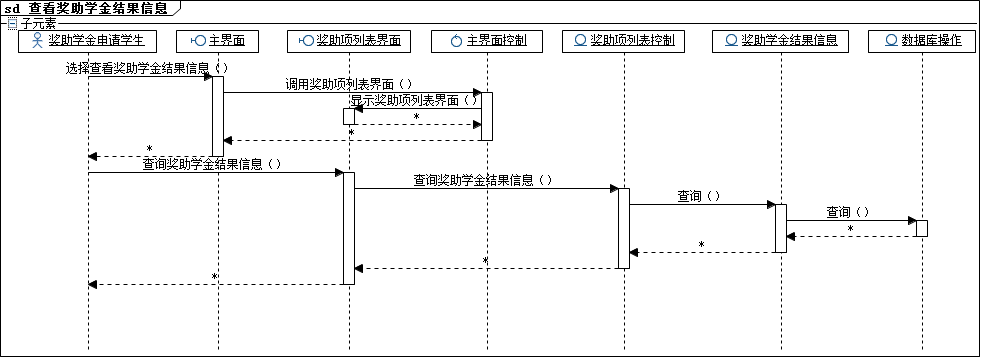 sd 查看奖助学金结果信息
子元素
奖助学金申请学生
主界面
奖助项列表界面
主界面控制
奖助项列表控制
奖助学金结果信息
数据库操作
选择查看奖助学金结果信息（）
调用奖助项列表界面（）
显示奖助项列表界面（）
*
*
*
查询奖助学金结果信息（）
查询奖助学金结果信息（）
查询（）
查询（）
*
*
*
*